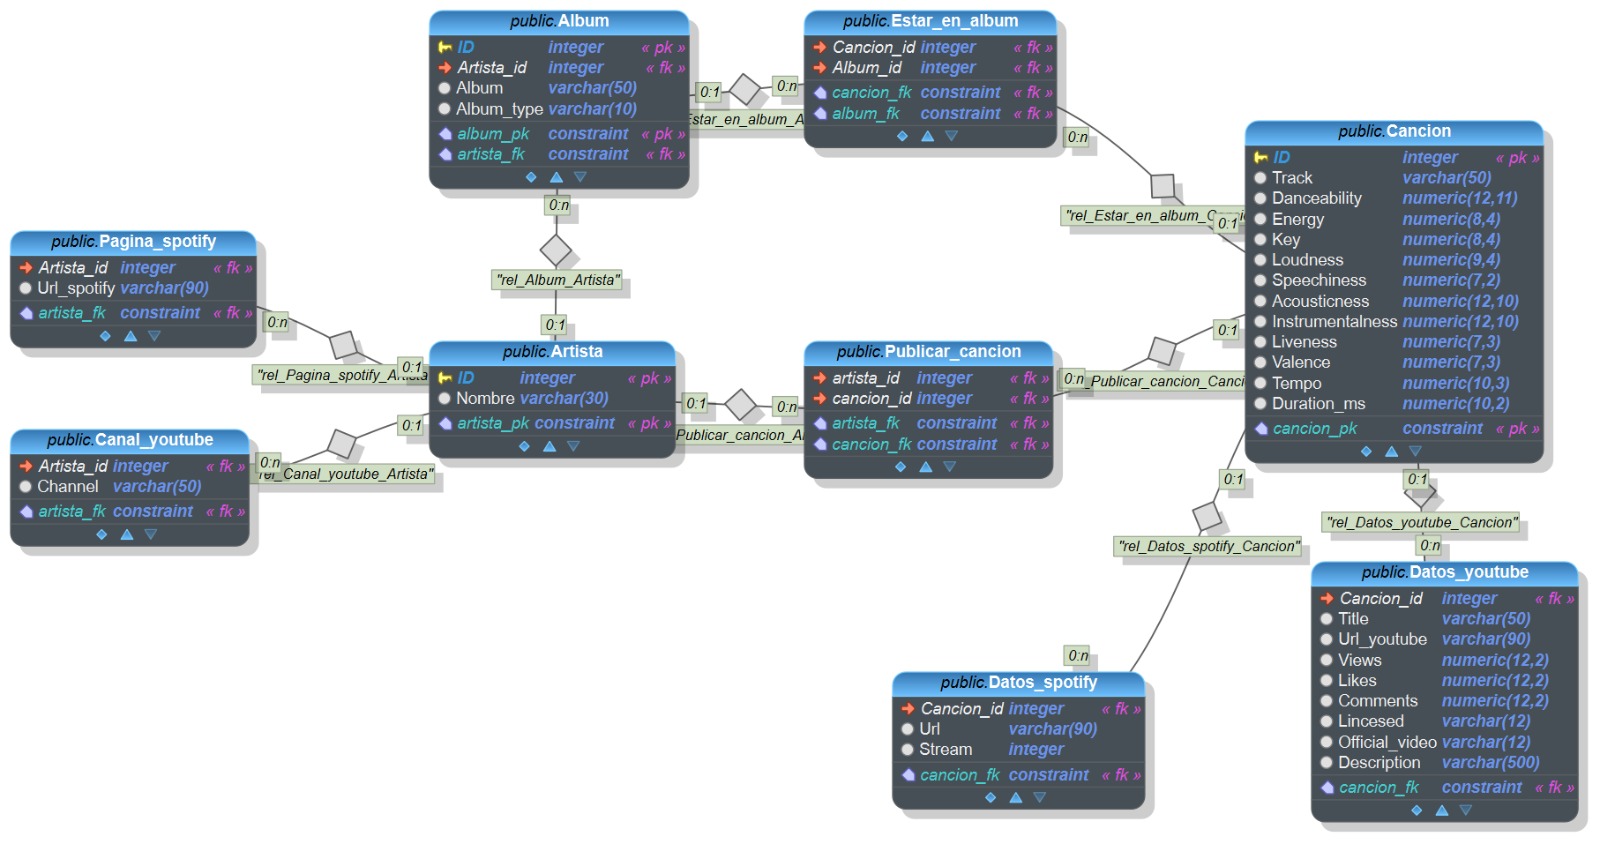 public.Album
ID integer « pk »
Artista_id integer « fk »
Album varchar(50)
Album_type varchar(10)
album_pk constraint « pk »
artista_fk constraint « fk »
public.Estar_en_album
Cancion_id integer « fk »
Album_id integer « fk »
cancion_fk constraint « fk »
album_fk constraint « fk »
0:1
0:n
Estar_en_album_A
0:n
"rel_Estar_en_album_Canci
0:1
public.Cancion
ID integer « pk »
Track varchar(50)
Danceability numeric(12,11)
Energy numeric(8,4)
Key numeric(8,4)
Loudness numeric(9,4)
Speechiness numeric(7,2)
Acousticness numeric(12,10)
Instrumentalness numeric(12,10)
Liveness numeric(7,3)
Valence numeric(7,3)
Tempo numeric(10,3)
Duration_ms numeric(10,2)
cancion_pk constraint « pk »
0:n
"rel_Album_Artista"
0:1
public.Pagina_spotify
Artista_id integer « fk »
Url_spotify varchar(90)
artista_fk constraint « fk »
0:n
"rel_Pagina_spotify_Artista
0:1
public.Artista
ID integer « pk »
Nombre varchar(30)
artista_pk constraint « pk »
0:1
0:n
Publicar_cancion_A
public.Publicar_cancion
artista_id integer « fk »
cancion_id integer « fk »
artista_fk constraint « fk »
cancion_fk constraint « fk »
0:1
0:n
_Publicar_cancion_Canci
public.Canal_youtube
Artista_id integer « fk »
Channel varchar(50)
artista_fk constraint « fk »
0:1
0:n
rel_Canal_youtube_Artista"
0:1
"rel_Datos_spotify_Cancion"
0:n
0:1
"rel_Datos_youtube_Cancion"
0:n
public.Datos_spotify
Cancion_id integer « fk »
Url varchar(90)
Stream integer
cancion_fk constraint « fk »
public.Datos_youtube
Cancion_id integer « fk »
Title varchar(50)
Url_youtube varchar(90)
Views numeric(12,2)
Likes numeric(12,2)
Comments numeric(12,2)
Lincesed varchar(12)
Official_video varchar(12)
Description varchar(500)
cancion_fk constraint « fk »